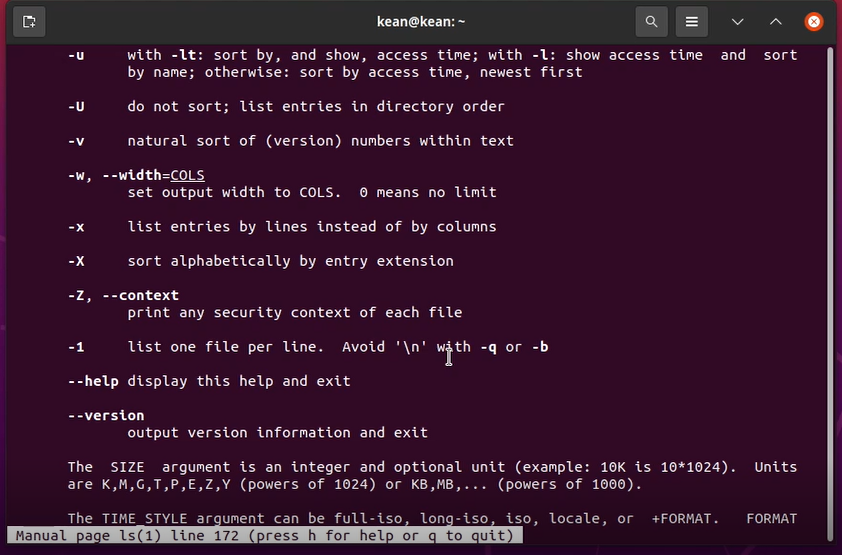 kean@kean: ~
-u with -lt: sort by, and show, access time; with -l: show access time and sort
by name; otherwise: sort by access time, newest first
-U do not sort; list entries in directory order
-v natural sort of (version) numbers within text
-w, --width=COLS
set output width to COLS. 0 means no limit
-x list entries by lines instead of by columns
-X sort alphabetically by entry extension
-Z, --context
print any security context of each file
-1 list one file per line. Avoid '\n' with -q or -b
--help display this help and exit
--version
output version information and exit
The SIZE argument is an integer and optional unit (example: 10K is 10*1024). Units
are K,M,G,T,P,E,Z,Y (powers of 1024) or KB,MB,... (powers of 1000).
The TIME_STYLE argument can be full-iso, long-iso, iso, locale, or +FORMAT. FORMAT
Manual page ls(1) line 172 (press h for help or q to quit)